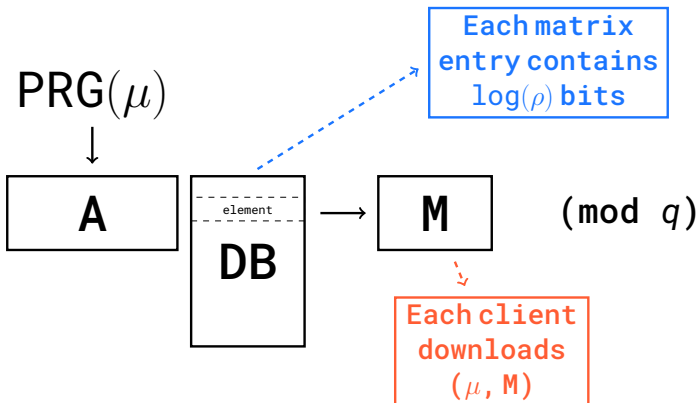 Each matrix
entry contains
log(ρ) bits
PRG(μ)
A
element
DB
M
(mod q)
Each client
downloads
(μ, M)